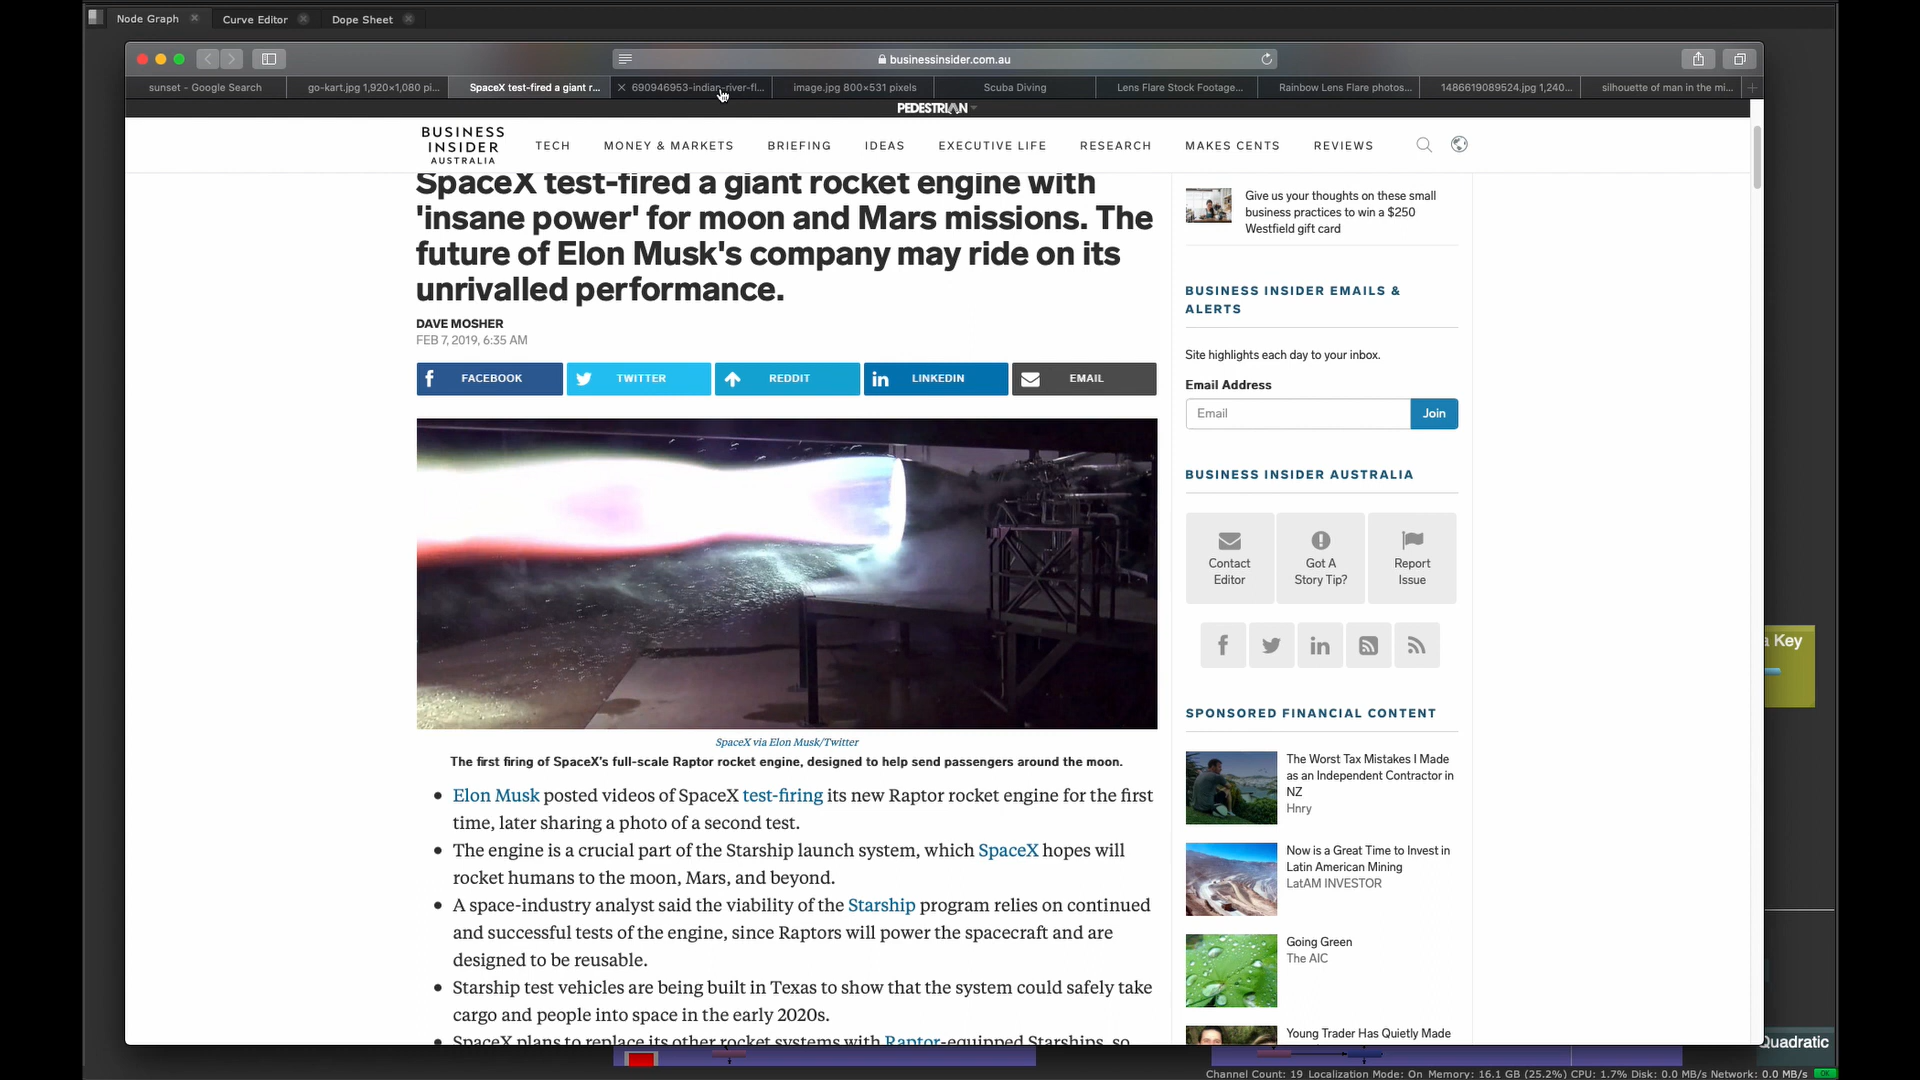 Node Graph
Curve Editor
Dope Sheet
businessinsider.com.au
sunset - Google Search
go-kart.jpg 1,920×1,080 pi...
SpaceX test-fired a giant r...
690946953-indian-river-fl...
image.jpg 800×531 pixels
Scuba Diving
Lens Flare Stock Footage...
Rainbow Lens Flare photos...
1486619089524.jpg 1,240...
silhouette of man in the mi...
PEDESTRIAN
BUSINESS
INSIDER
AUSTRALIA
TECH
MONEY & MARKETS
BRIEFING
IDEAS
EXECUTIVE LIFE
RESEARCH
MAKES CENTS
REVIEWS
SpaceX test-fired a giant rocket engine with
'insane power' for moon and Mars missions. The
future of Elon Musk's company may ride on its
unrivalled performance.
DAVE MOSHER
FEB 7, 2019, 6:35 AM
FACEBOOK
TWITTER
REDDIT
LINKEDIN
EMAIL
SpaceX via Elon Musk/Twitter
The first firing of SpaceX's full-scale Raptor rocket engine, designed to help send passengers around the moon.
Elon Musk posted videos of SpaceX test-firing its new Raptor rocket engine for the first
time, later sharing a photo of a second test.
The engine is a crucial part of the Starship launch system, which SpaceX hopes will
rocket humans to the moon, Mars, and beyond.
A space-industry analyst said the viability of the Starship program relies on continued
and successful tests of the engine, since Raptors will power the spacecraft and are
designed to be reusable.
Starship test vehicles are being built in Texas to show that the system could safely take
cargo and people into space in the early 2020s.
SpaceX plans to replace its other rocket systems with Raptor-equipped Starships, so
Give us your thoughts on these small
business practices to win a $250
Westfield gift card
BUSINESS INSIDER EMAILS &
ALERTS
Site highlights each day to your inbox.
Email Address
Email
Join
BUSINESS INSIDER AUSTRALIA
Contact
Editor
Got A
Story Tip?
Report
Issue
SPONSORED FINANCIAL CONTENT
The Worst Tax Mistakes I Made
as an Independent Contractor in
NZ
Hnry
Now is a Great Time to Invest in
Latin American Mining
LatAM INVESTOR
Going Green
The AIC
Young Trader Has Quietly Made
a Key
Quadratic
Channel Count: 19 Localization Mode: On Memory: 16.1 GB (25.2%) CPU: 1.7% Disk: 0.0 MB/s Network: 0.0 MB/s